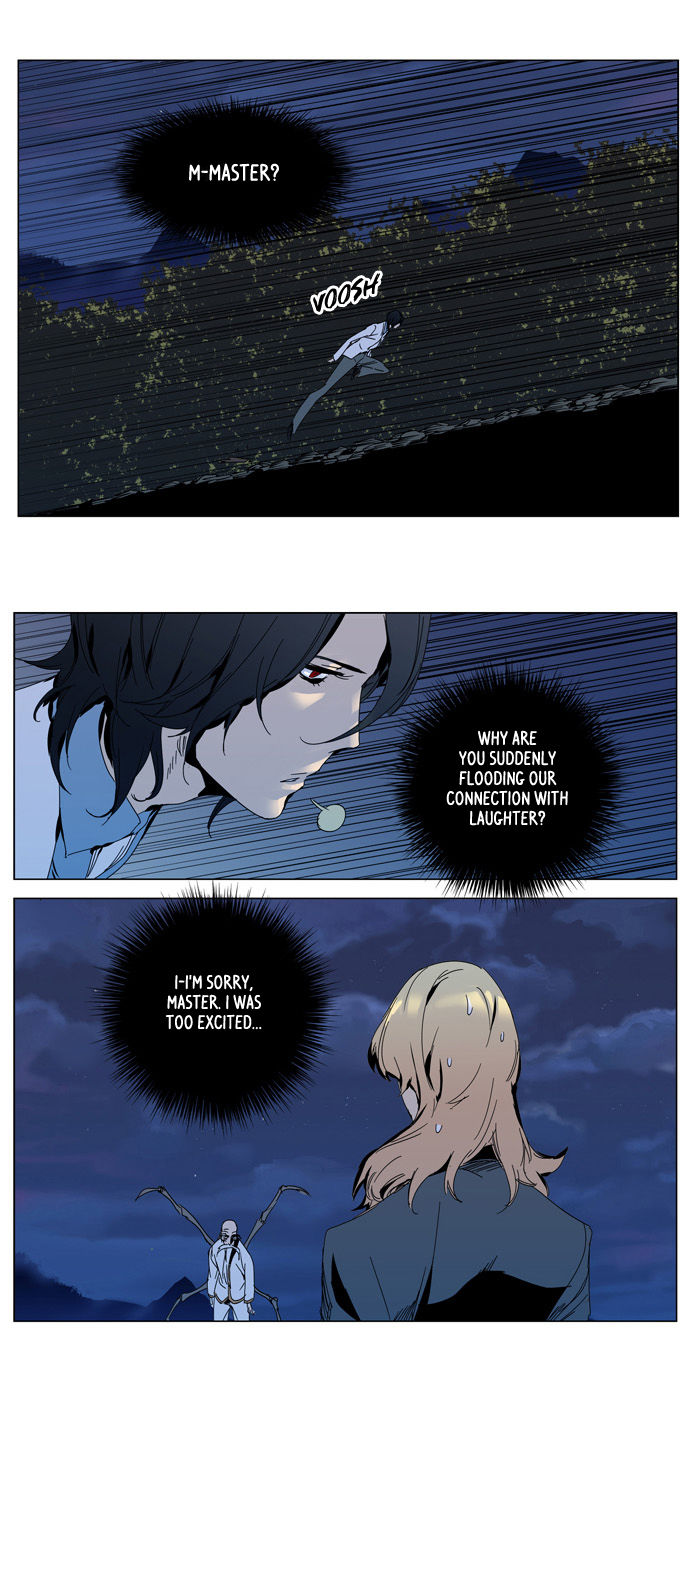 M-MASTER?
VOOSH
WHY ARE
YOU SUDDENLY
FLOODING OUR
CONNECTION WITH
LAUGHTER?
I-I'M SORRY,
MASTER. I WAS
TOO EXCITED...